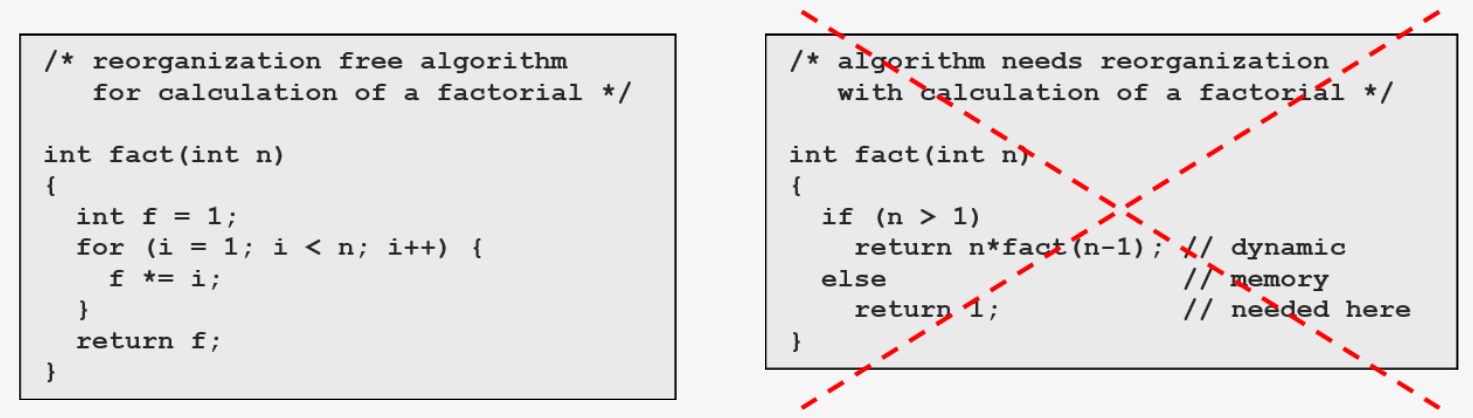 /* reorganization free algorithm
   for calculation of a factorial */

int fact(int n)
{
  int f = 1;
  for (i = 1; i < n; i++) {
    f *= i;
  }
  return f;
}

/* algorithm needs reorganization
   with calculation of a factorial */

int fact(int n)
{
  if (n > 1)
    return n*fact(n-1); // dynamic
  else                  // memory
    return 1;           // needed here
}